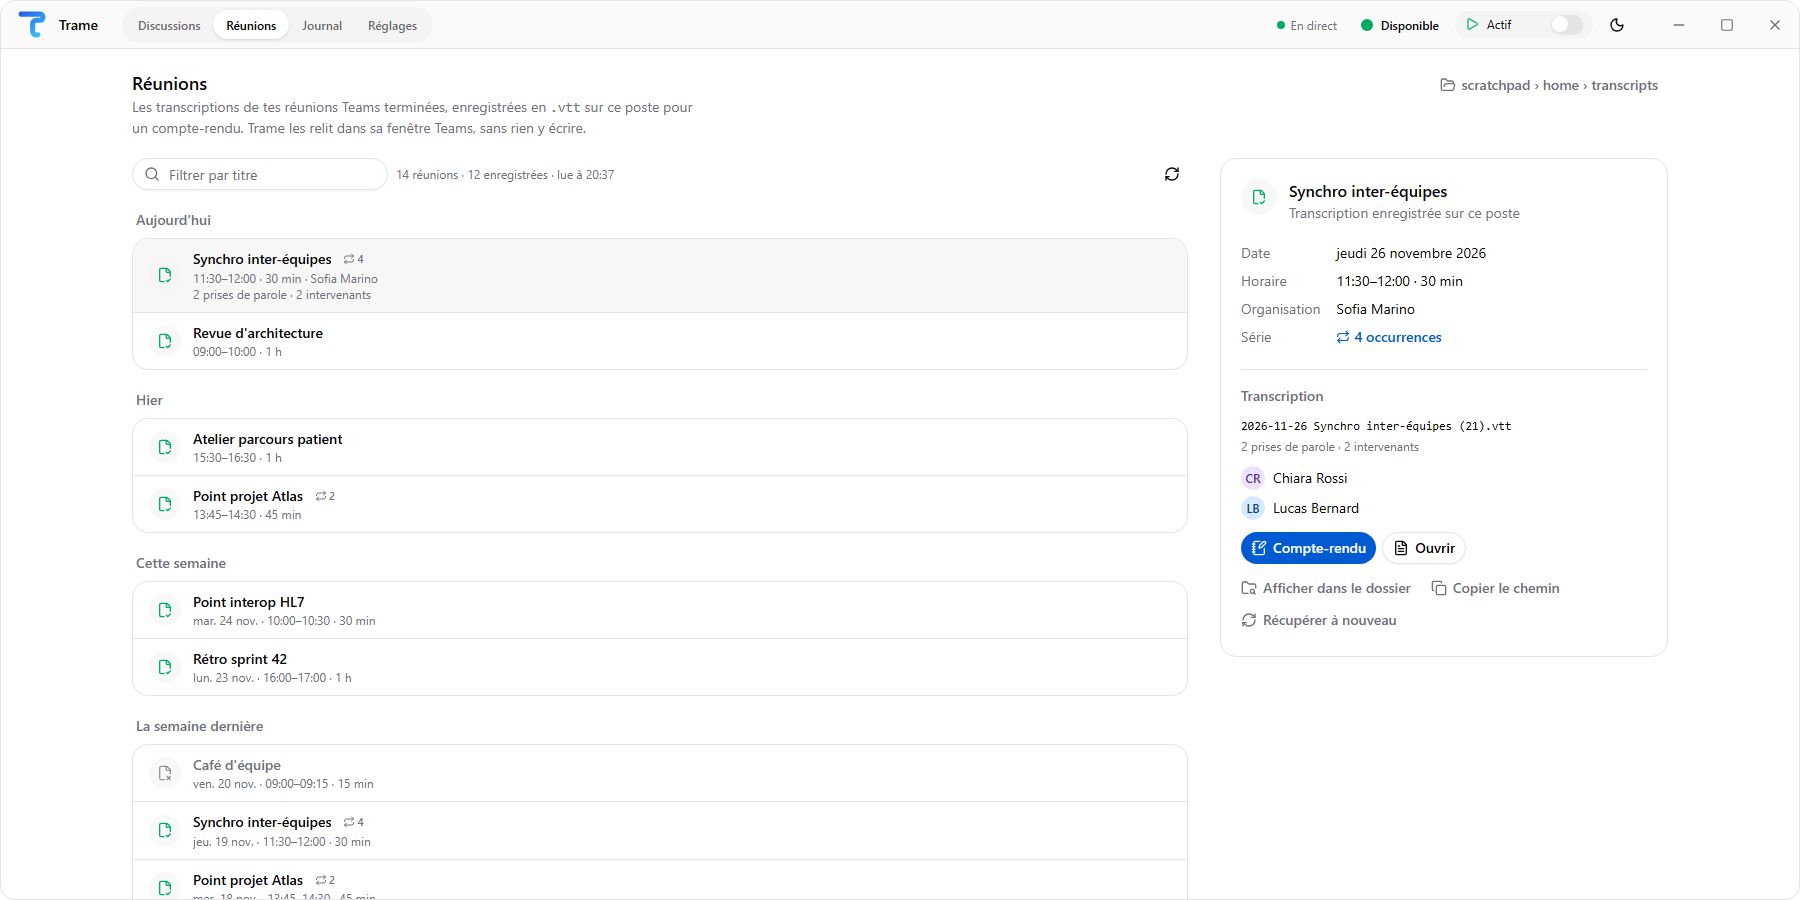 Trame
Discussions
Réunions
Journal
Réglages
En direct
Disponible
Actif
Réunions
Les transcriptions de tes réunions Teams terminées, enregistrées en .vtt sur ce poste pour
un compte-rendu. Trame les relit dans sa fenêtre Teams, sans rien y écrire.
scratchpad › home › transcripts
Filtrer par titre
14 réunions · 12 enregistrées · lue à 20:37
Aujourd'hui
Synchro inter-équipes 4
11:30–12:00 · 30 min · Sofia Marino
2 prises de parole · 2 intervenants
Revue d'architecture
09:00–10:00 · 1 h
Hier
Atelier parcours patient
15:30–16:30 · 1 h
Point projet Atlas 2
13:45–14:30 · 45 min
Cette semaine
Point interop HL7
mar. 24 nov. · 10:00–10:30 · 30 min
Rétro sprint 42
lun. 23 nov. · 16:00–17:00 · 1 h
La semaine dernière
Café d'équipe
ven. 20 nov. · 09:00–09:15 · 15 min
Synchro inter-équipes 4
jeu. 19 nov. · 11:30–12:00 · 30 min
Point projet Atlas 2
mer. 18 nov. · 13:45–14:30 · 45 min
Synchro inter-équipes
Transcription enregistrée sur ce poste
Date jeudi 26 novembre 2026
Horaire 11:30–12:00 · 30 min
Organisation Sofia Marino
Série 4 occurrences
Transcription
2026-11-26 Synchro inter-équipes (21).vtt
2 prises de parole · 2 intervenants
CR Chiara Rossi
LB Lucas Bernard
Compte-rendu
Ouvrir
Afficher dans le dossier
Copier le chemin
Récupérer à nouveau